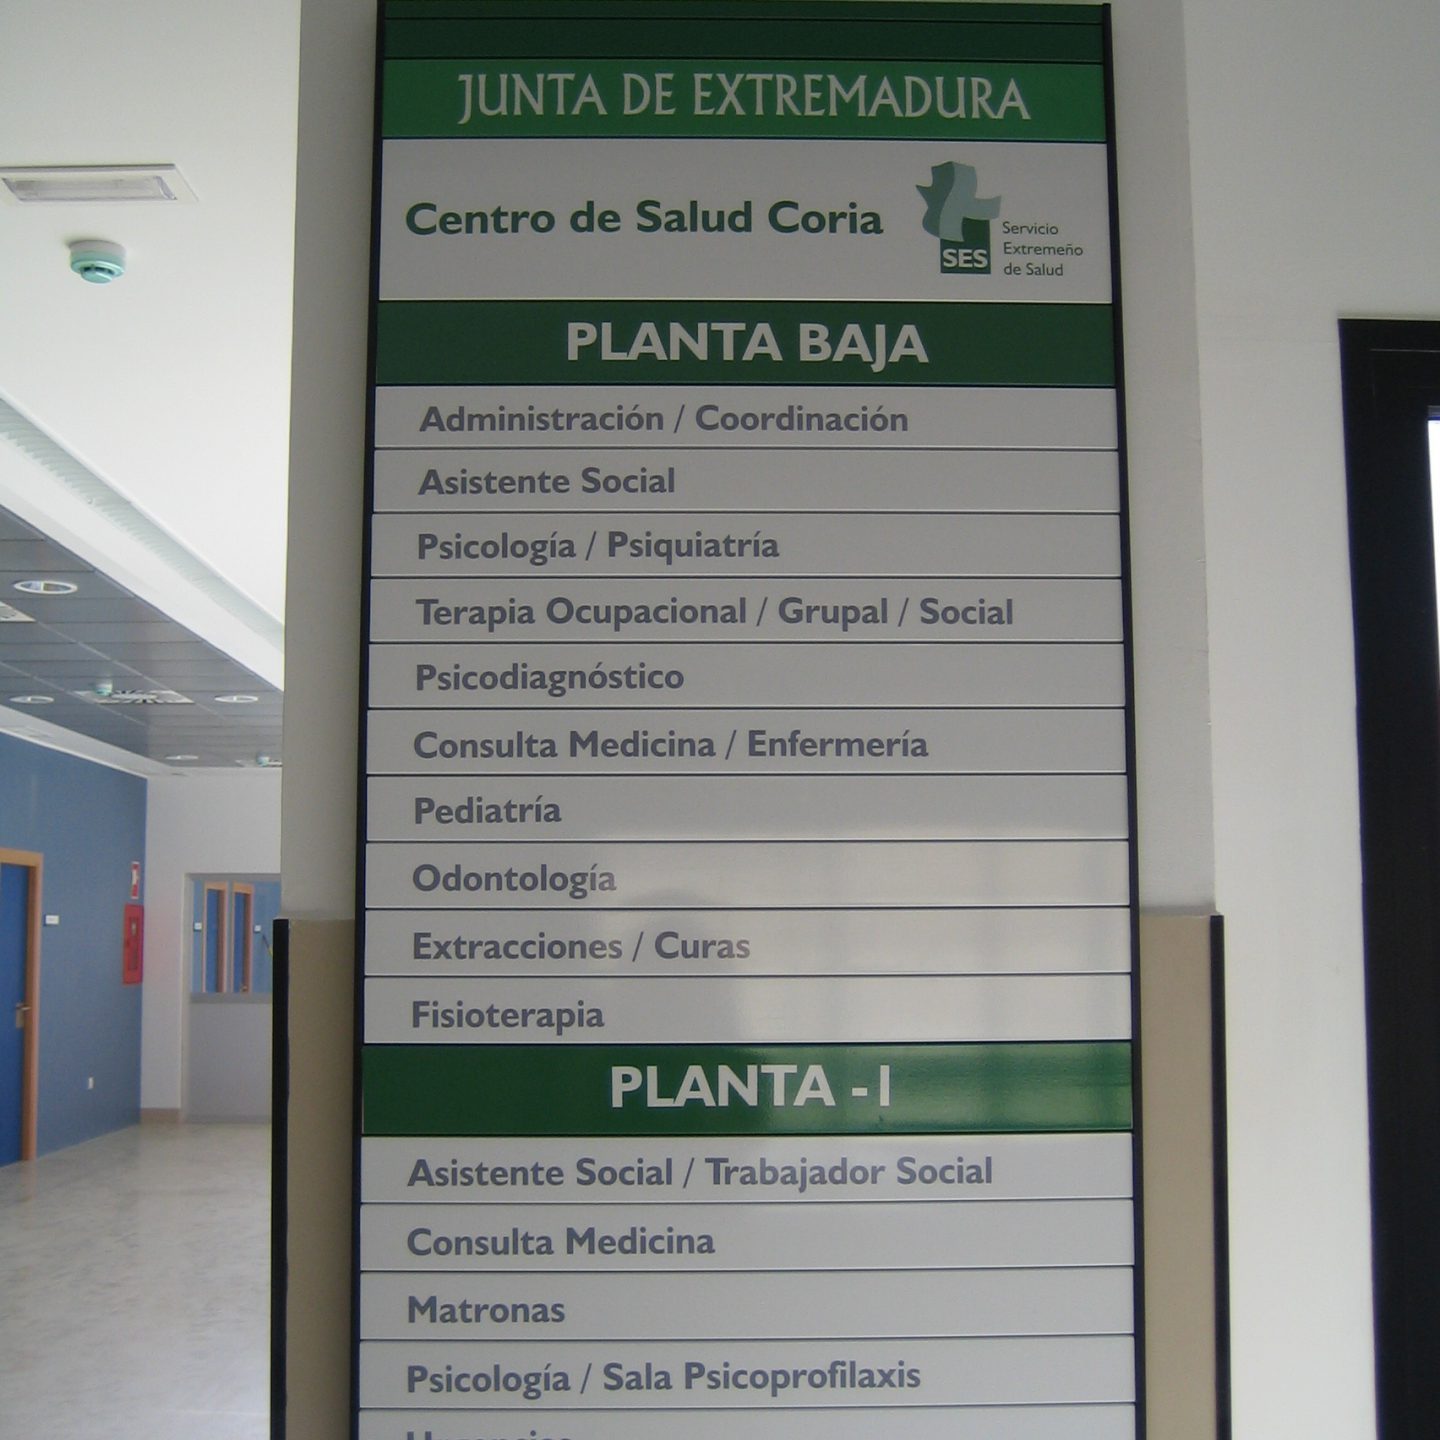 JUNTA DE EXTREMADURA
Centro de Salud Coria
SES
Servicio
Extremeño
de Salud
PLANTA BAJA
Administración / Coordinación
Asistente Social
Psicología / Psiquiatría
Terapia Ocupacional / Grupal / Social
Psicodiagnóstico
Consulta Medicina / Enfermería
Pediatría
Odontología
Extracciones / Curas
Fisioterapia
PLANTA -1
Asistente Social / Trabajador Social
Consulta Medicina
Matronas
Psicología / Sala Psicoprofilaxis